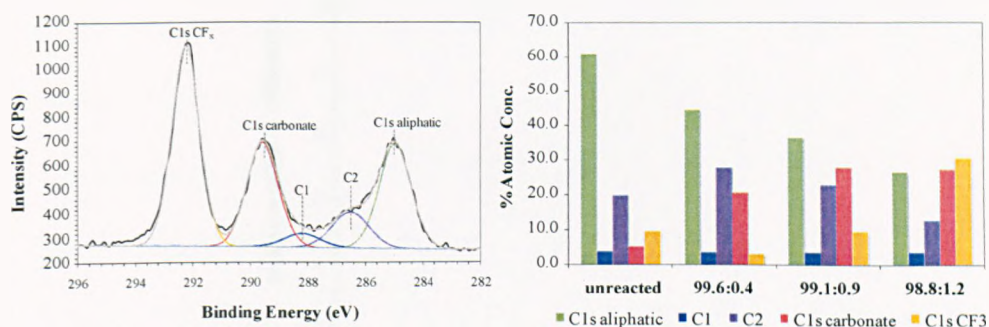 1200
1100
1000
900
800
700
600
500
400
300
200
Intensity (CPS)
C1s CFx
C1s carbonate
C1
C2
C1s aliphatic
296 294 292 290 288 286 284 282
Binding Energy (eV)
70.0
60.0
50.0
40.0
30.0
20.0
10.0
0.0
% Atomic Conc.
unreacted 99.6:0.4 99.1:0.9 98.8:1.2
C1s aliphatic C1 C2 C1s carbonate C1s CF3